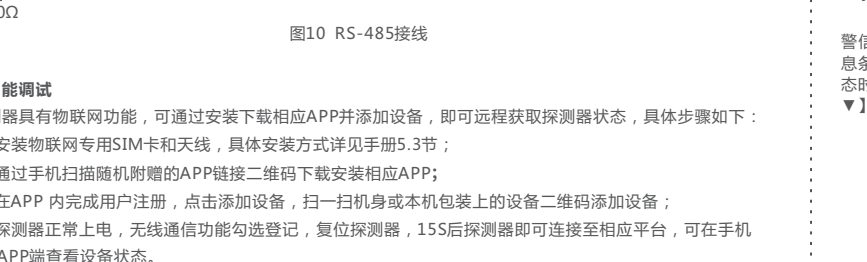 0Ω
图10 RS-485接线
能调试
器具有物联网功能，可通过安装下载相应APP并添加设备，即可远程获取探测器状态，具体步骤如下：
安装物联网专用SIM卡和天线，具体安装方式详见手册5.3节；
通过手机扫描随机附赠的APP链接二维码下载安装相应APP;
在APP 内完成用户注册，点击添加设备，扫一扫机身或本机包装上的设备二维码添加设备；
探测器正常上电，无线通信功能勾选登记，复位探测器，15S后探测器即可连接至相应平台，可在手机
APP端查看设备状态。
警
息
态
▼】